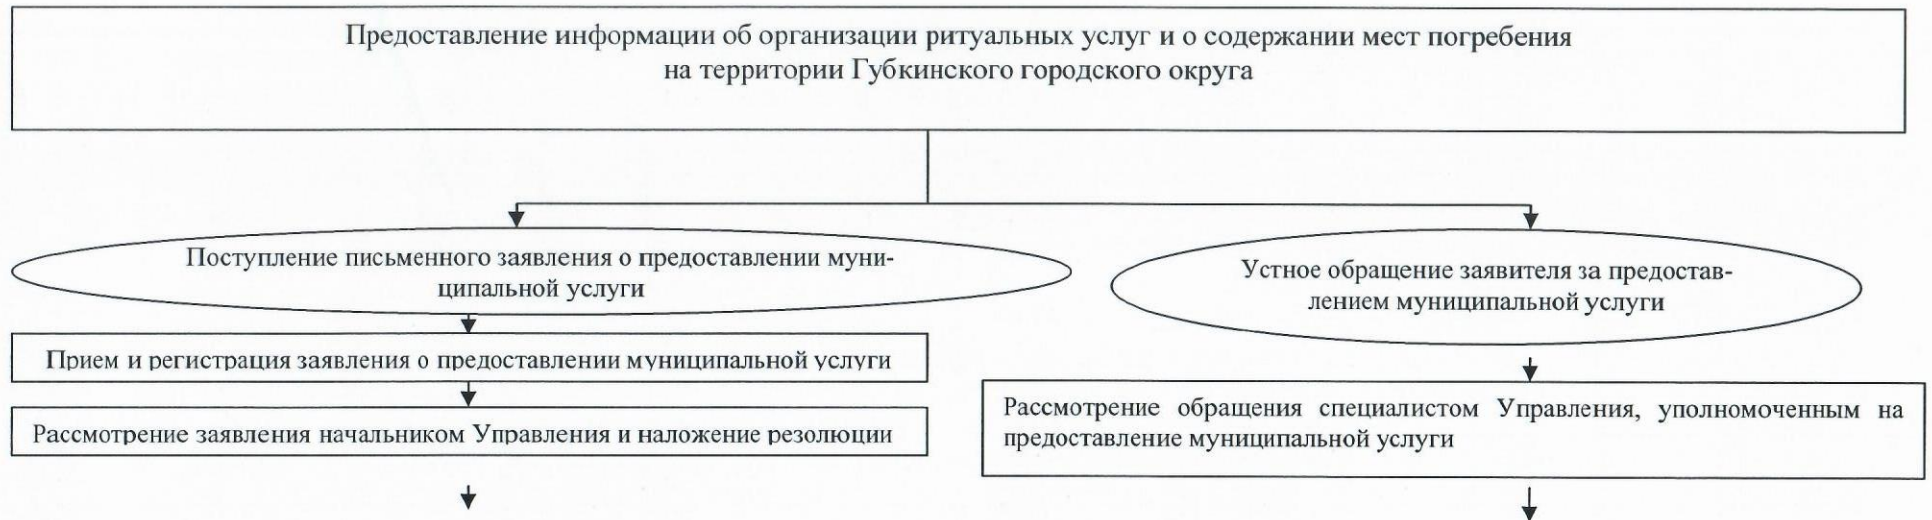 Предоставление информации об организации ритуальных услуг и о содержании мест погребения
на территории Губкинского городского округа
Поступление письменного заявления о предоставлении муни-
ципальной услуги
Устное обращение заявителя за предостав-
лением муниципальной услуги
Прием и регистрация заявления о предоставлении муниципальной услуги
Рассмотрение заявления начальником Управления и наложение резолюции
Рассмотрение обращения специалистом Управления, уполномоченным на
предоставление муниципальной услуги